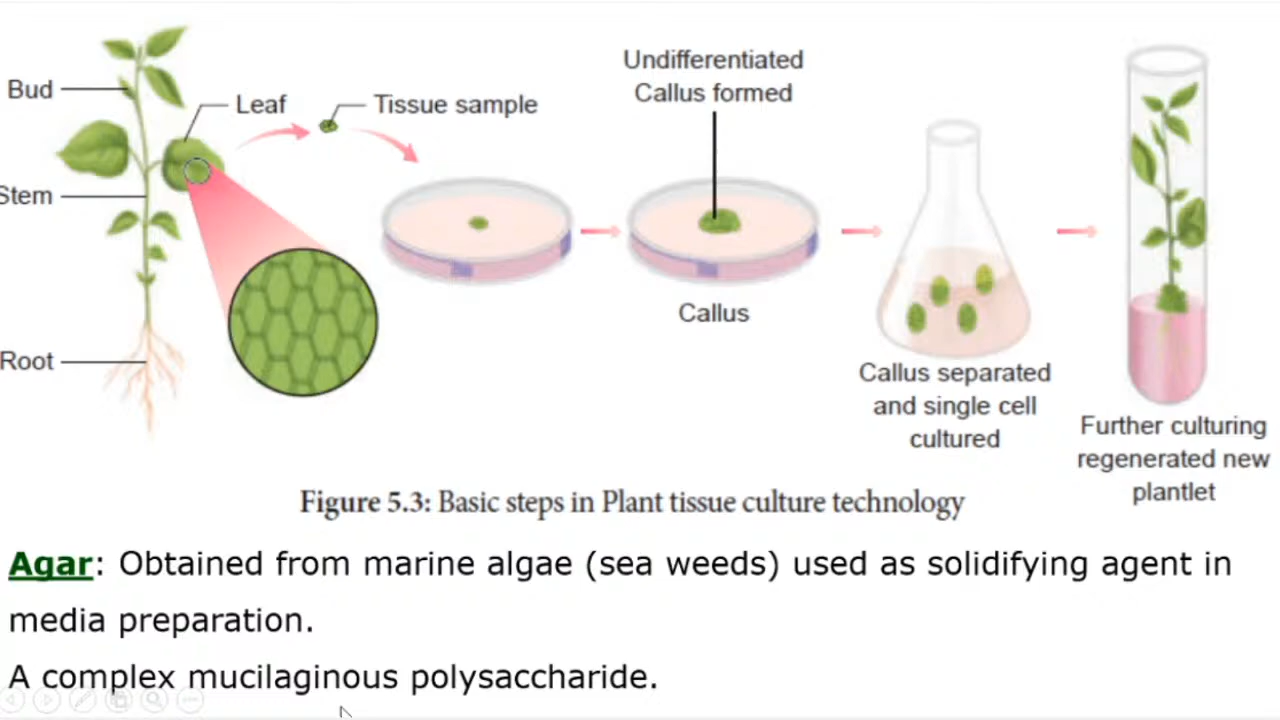 Bud
Leaf
Tissue sample
Undifferentiated
Callus formed
Stem
Root
Callus
Callus separated
and single cell
cultured
Further culturing
regenerated new
plantlet
Figure 5.3: Basic steps in Plant tissue culture technology
Agar: Obtained from marine algae (sea weeds) used as solidifying agent in
media preparation.
A complex mucilaginous polysaccharide.